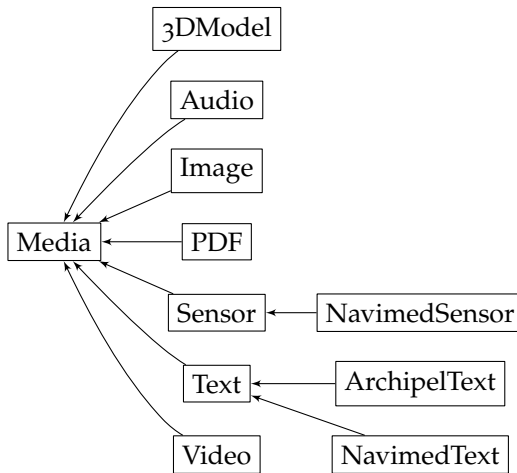 3DModel
Audio
Image
Media
PDF
Sensor
NavimedSensor
Text
ArchipelText
Video
NavimedText